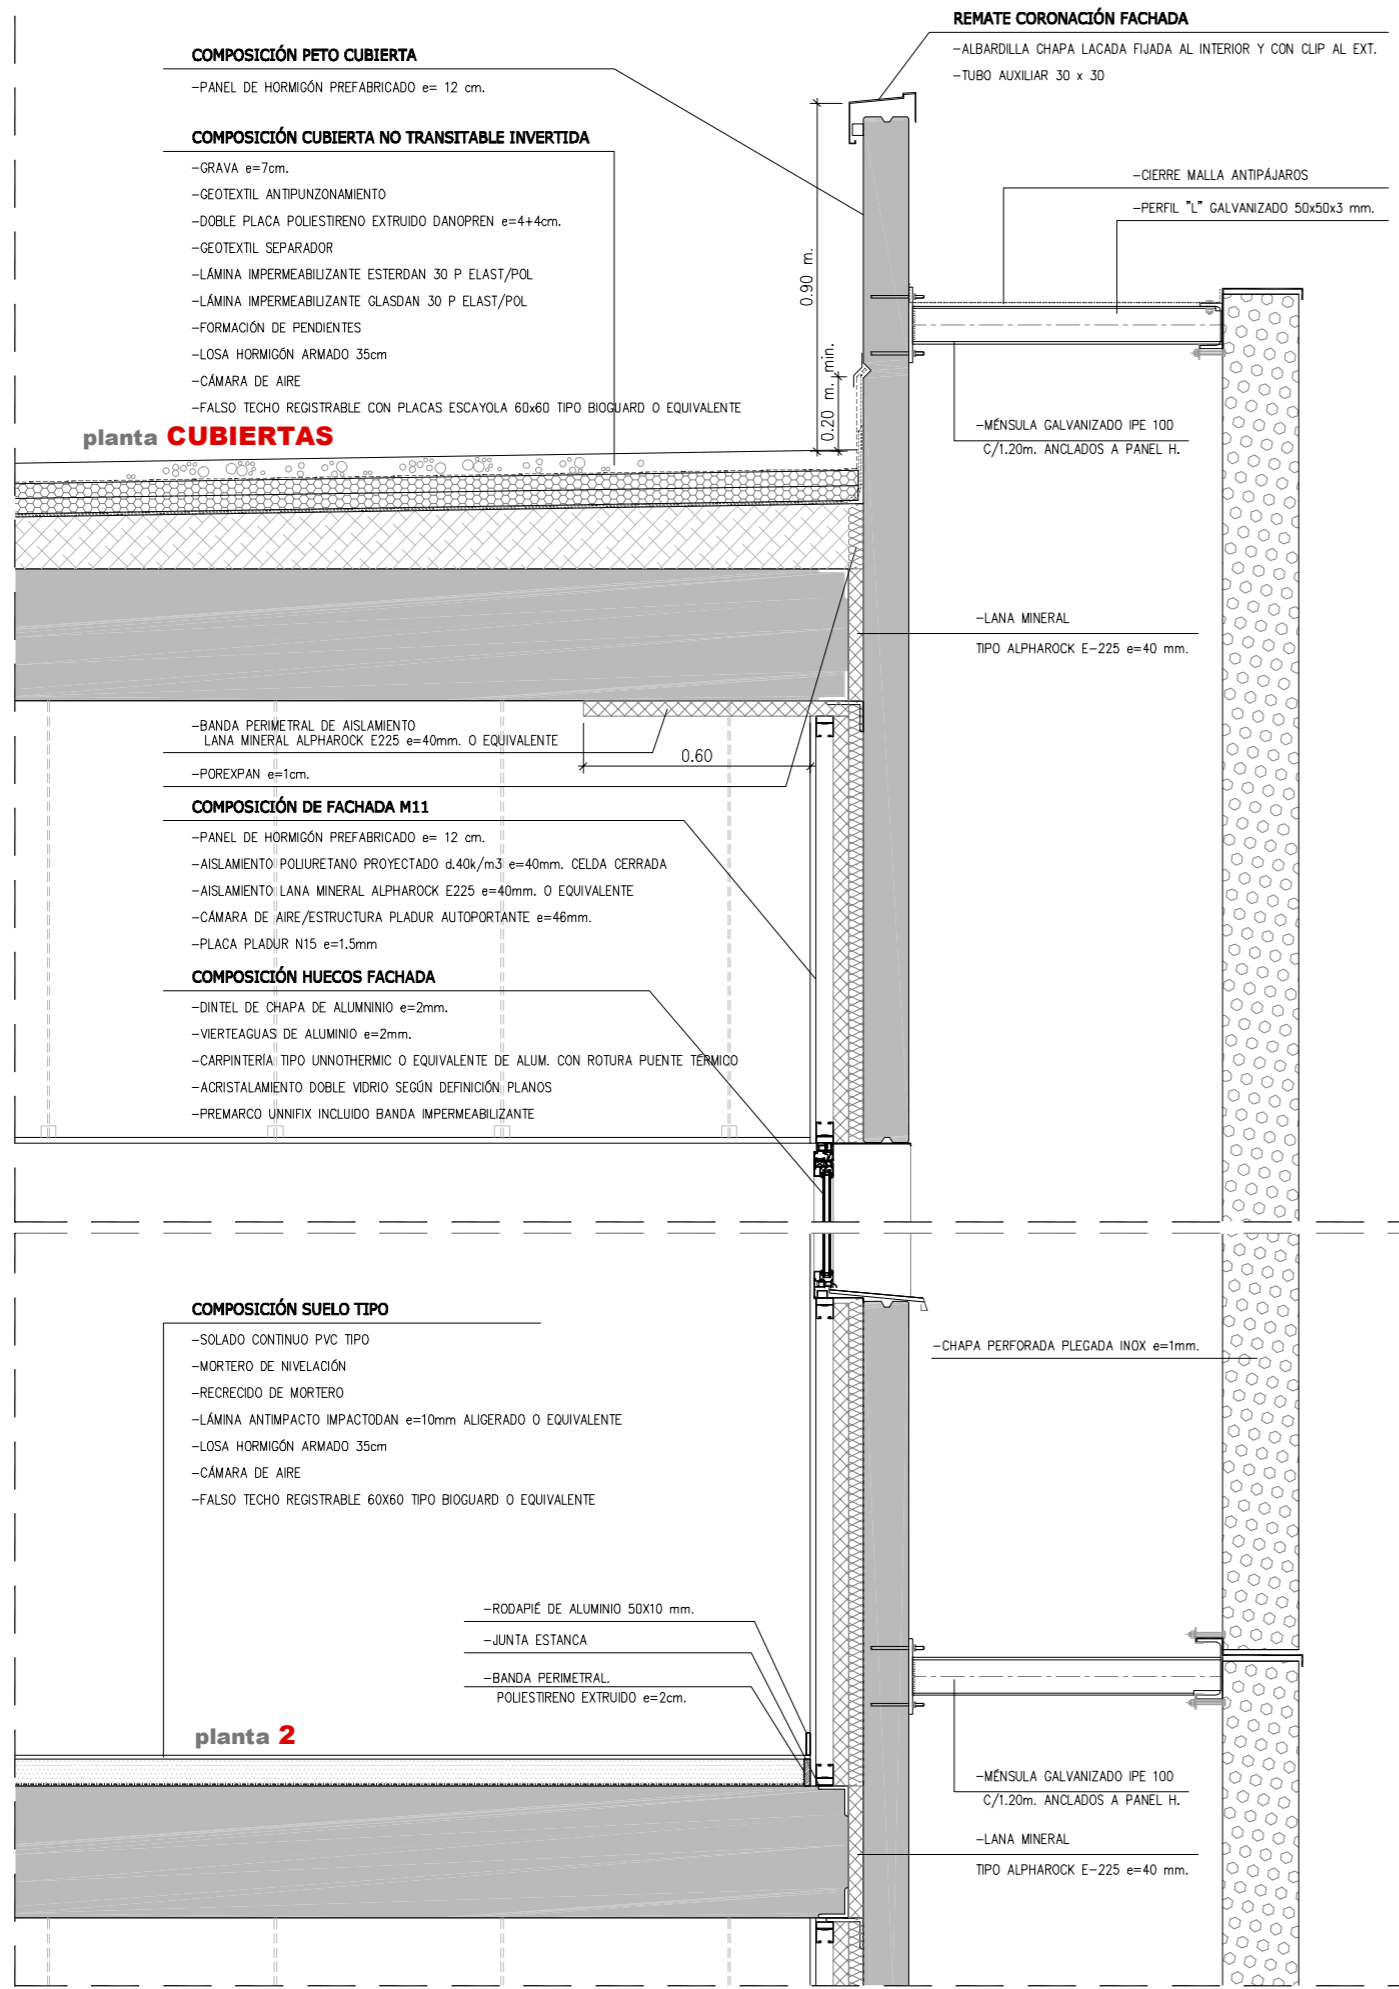 REMATE CORONACIÓN FACHADA
-ALBARDILLA CHAPA LACADA FIJADA AL INTERIOR Y CON CLIP AL EXT.
-TUBO AUXILIAR 30 x 30
COMPOSICIÓN PETO CUBIERTA
-PANEL DE HORMIGÓN PREFABRICADO e= 12 cm.
COMPOSICIÓN CUBIERTA NO TRANSITABLE INVERTIDA
-GRAVA e=7cm.
-GEOTEXTIL ANTIPUNZONAMIENTO
-DOBLE PLACA POLIESTIRENO EXTRUIDO DANOPREN e=4+4cm.
-GEOTEXTIL SEPARADOR
-LÁMINA IMPERMEABILIZANTE ESTERDAN 30 P ELAST/POL
-LÁMINA IMPERMEABILIZANTE GLASDAN 30 P ELAST/POL
-FORMACIÓN DE PENDIENTES
-LOSA HORMIGÓN ARMADO 35cm
-CÁMARA DE AIRE
-FALSO TECHO REGISTRABLE CON PLACAS ESCAYOLA 60x60 TIPO BIOGUARD O EQUIVALENTE
planta CUBIERTAS
0.90 m.
0.20 m. min.
-CIERRE MALLA ANTIPÁJAROS
-PERFIL "L" GALVANIZADO 50x50x3 mm.
-MÉNSULA GALVANIZADO IPE 100
C/1.20m. ANCLADOS A PANEL H.
-LANA MINERAL
TIPO ALPHAROCK E-225 e=40 mm.
-BANDA PERIMETRAL DE AISLAMIENTO
LANA MINERAL ALPHAROCK E225 e=40mm. O EQUIVALENTE
0.60
-POREXPAN e=1cm.
COMPOSICIÓN DE FACHADA M11
-PANEL DE HORMIGÓN PREFABRICADO e= 12 cm.
-AISLAMIENTO POLIURETANO PROYECTADO d.40k/m3 e=40mm. CELDA CERRADA
-AISLAMIENTO LANA MINERAL ALPHAROCK E225 e=40mm. O EQUIVALENTE
-CÁMARA DE AIRE/ESTRUCTURA PLADUR AUTOPORTANTE e=46mm.
-PLACA PLADUR N15 e=1.5mm
COMPOSICIÓN HUECOS FACHADA
-DINTEL DE CHAPA DE ALUMNINIO e=2mm.
-VIERTEAGUAS DE ALUMINIO e=2mm.
-CARPINTERÍA TIPO UNNOTHERMIC O EQUIVALENTE DE ALUM. CON ROTURA PUENTE TÉRMICO
-ACRISTALAMIENTO DOBLE VIDRIO SEGÚN DEFINICIÓN PLANOS
-PREMARCO UNNIFIX INCLUIDO BANDA IMPERMEABILIZANTE
COMPOSICIÓN SUELO TIPO
-SOLADO CONTINUO PVC TIPO
-MORTERO DE NIVELACIÓN
-RECRECIDO DE MORTERO
-LÁMINA ANTIMPACTO IMPACTODAN e=10mm ALIGERADO O EQUIVALENTE
-LOSA HORMIGÓN ARMADO 35cm
-CÁMARA DE AIRE
-FALSO TECHO REGISTRABLE 60X60 TIPO BIOGUARD O EQUIVALENTE
-CHAPA PERFORADA PLEGADA INOX e=1mm.
-RODAPIÉ DE ALUMINIO 50X10 mm.
-JUNTA ESTANCA
-BANDA PERIMETRAL.
POLIESTIRENO EXTRUIDO e=2cm.
planta 2
-MÉNSULA GALVANIZADO IPE 100
C/1.20m. ANCLADOS A PANEL H.
-LANA MINERAL
TIPO ALPHAROCK E-225 e=40 mm.